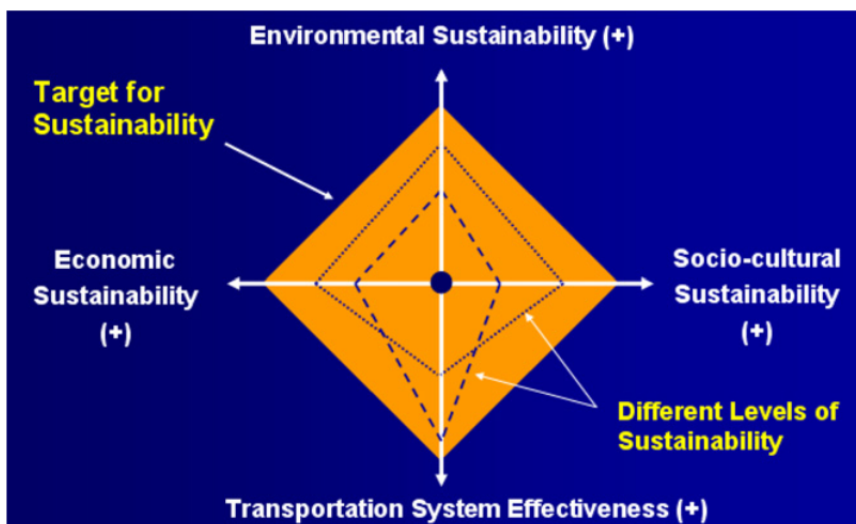 Environmental Sustainability (+)
Target for
Sustainability
Economic
Sustainability
(+)
Socio-cultural
Sustainability
(+)
Different Levels of
Sustainability
Transportation System Effectiveness (+)